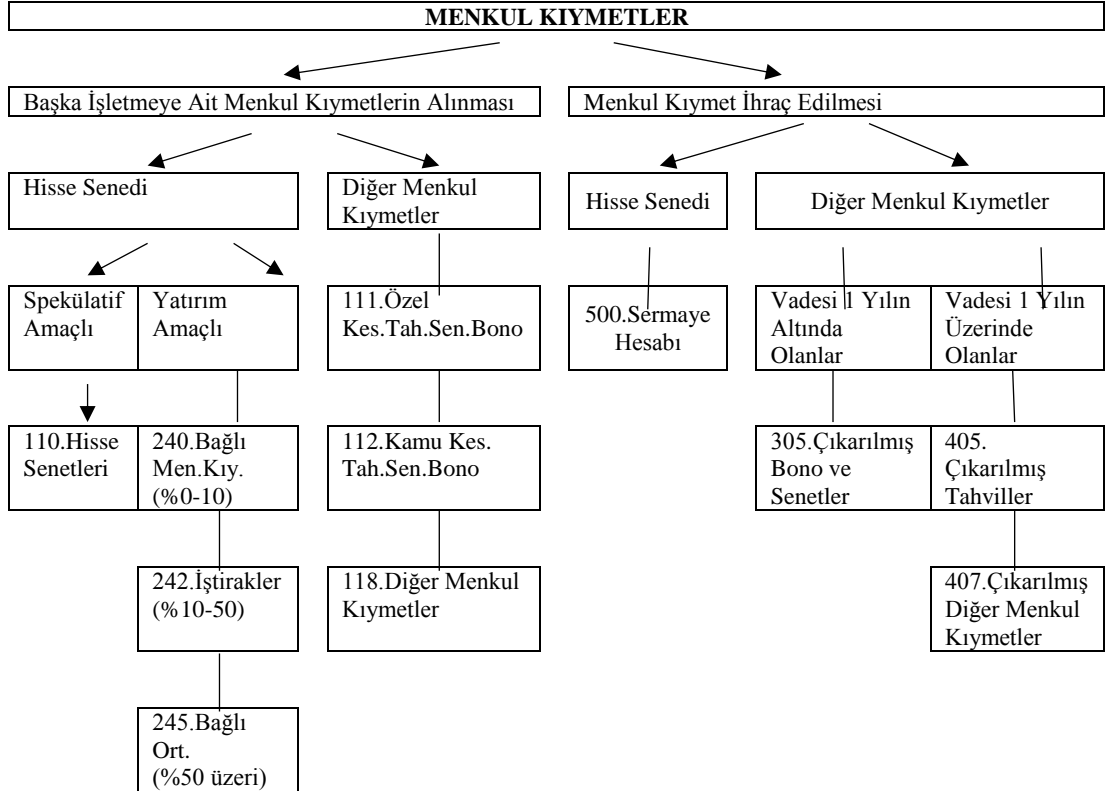 MENKUL KIYMETLER
Başka İşletmeye Ait Menkul Kıymetlerin Alınması
Menkul Kıymet İhraç Edilmesi
Hisse Senedi
Diğer Menkul
Kıymetler
Hisse Senedi
Diğer Menkul Kıymetler
Spekülatif
Amaçlı
Yatırım
Amaçlı
111.Özel
Kes.Tah.Sen.Bono
500.Sermaye
Hesabı
Vadesi 1 Yılın
Altında
Olanlar
Vadesi 1 Yılın
Üzerinde
Olanlar
110.Hisse
Senetleri
240.Bağlı
Men.Kıy.
(%0-10)
112.Kamu Kes.
Tah.Sen.Bono
305.Çıkarılmış
Bono ve
Senetler
405.
Çıkarılmış
Tahviller
242.İştirakler
(%10-50)
118.Diğer Menkul
Kıymetler
407.Çıkarılmış
Diğer Menkul
Kıymetler
245.Bağlı
Ort.
(%50 üzeri)